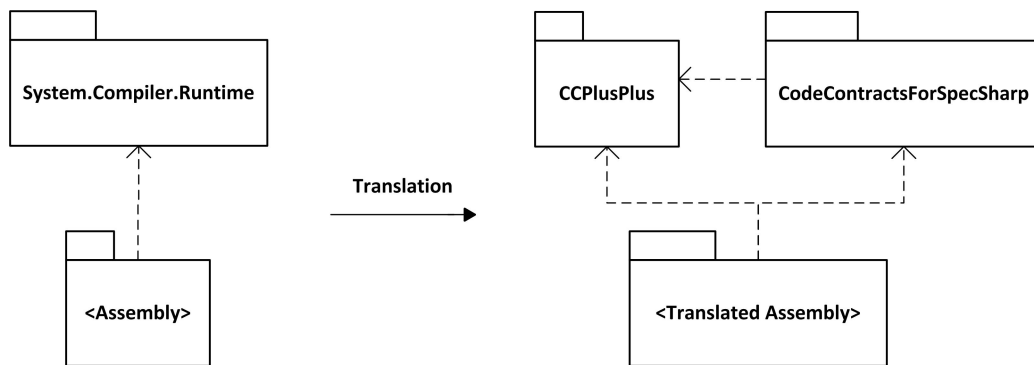 System.Compiler.Runtime
CCPlusPlus
CodeContractsForSpecSharp
Translation
<Assembly>
<Translated Assembly>